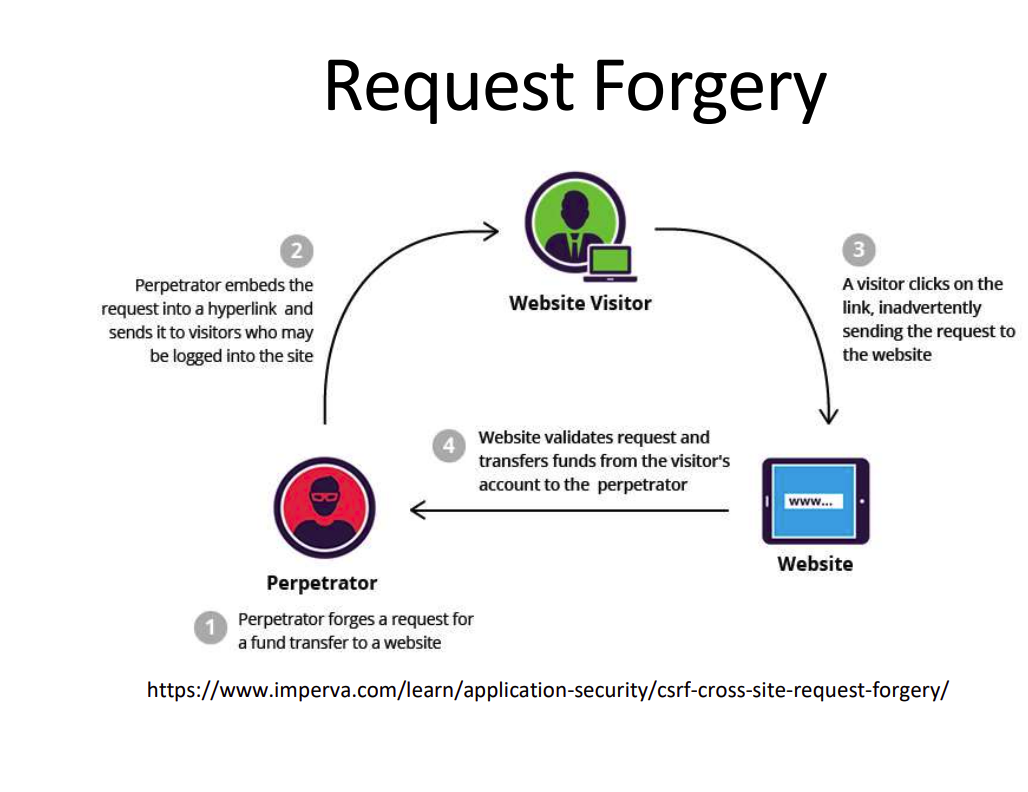 Request Forgery
2
Perpetrator embeds the
request into a hyperlink and
sends it to visitors who may
be logged into the site
Website Visitor
3
A visitor clicks on the
link, inadvertently
sending the request to
the website
4
Website validates request and
transfers funds from the visitor's
account to the perpetrator
www...
Website
Perpetrator
1
Perpetrator forges a request for
a fund transfer to a website
https://www.imperva.com/learn/application-security/csrf-cross-site-request-forgery/